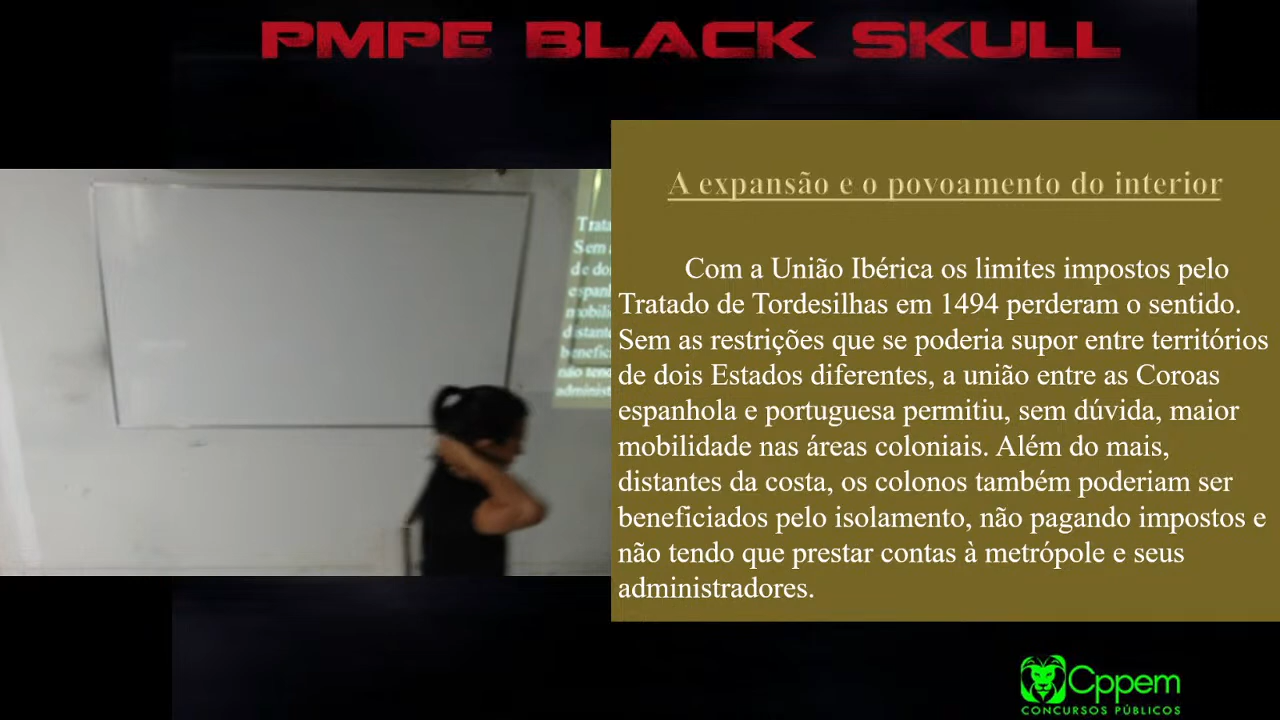 PMPE BLACK SKULL
A expansão e o povoamento do interior
Com a União Ibérica os limites impostos pelo
Tratado de Tordesilhas em 1494 perderam o sentido.
Sem as restrições que se poderia supor entre territórios
de dois Estados diferentes, a união entre as Coroas
espanhola e portuguesa permitiu, sem dúvida, maior
mobilidade nas áreas coloniais. Além do mais,
distantes da costa, os colonos também poderiam ser
beneficiados pelo isolamento, não pagando impostos e
não tendo que prestar contas à metrópole e seus
administradores.
Cppem
CONCURSOS PÚBLICOS